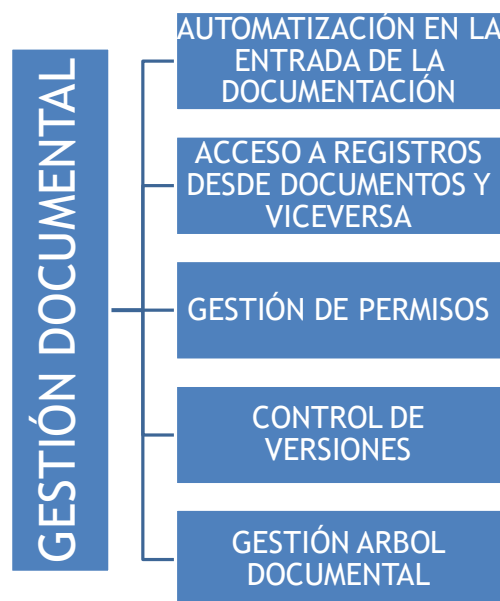 GESTIÓN DOCUMENTAL
AUTOMATIZACIÓN EN LA
ENTRADA DE LA
DOCUMENTACIÓN
ACCESO A REGISTROS
DESDE DOCUMENTOS Y
VICEVERSA
GESTIÓN DE PERMISOS
CONTROL DE
VERSIONES
GESTIÓN ARBOL
DOCUMENTAL